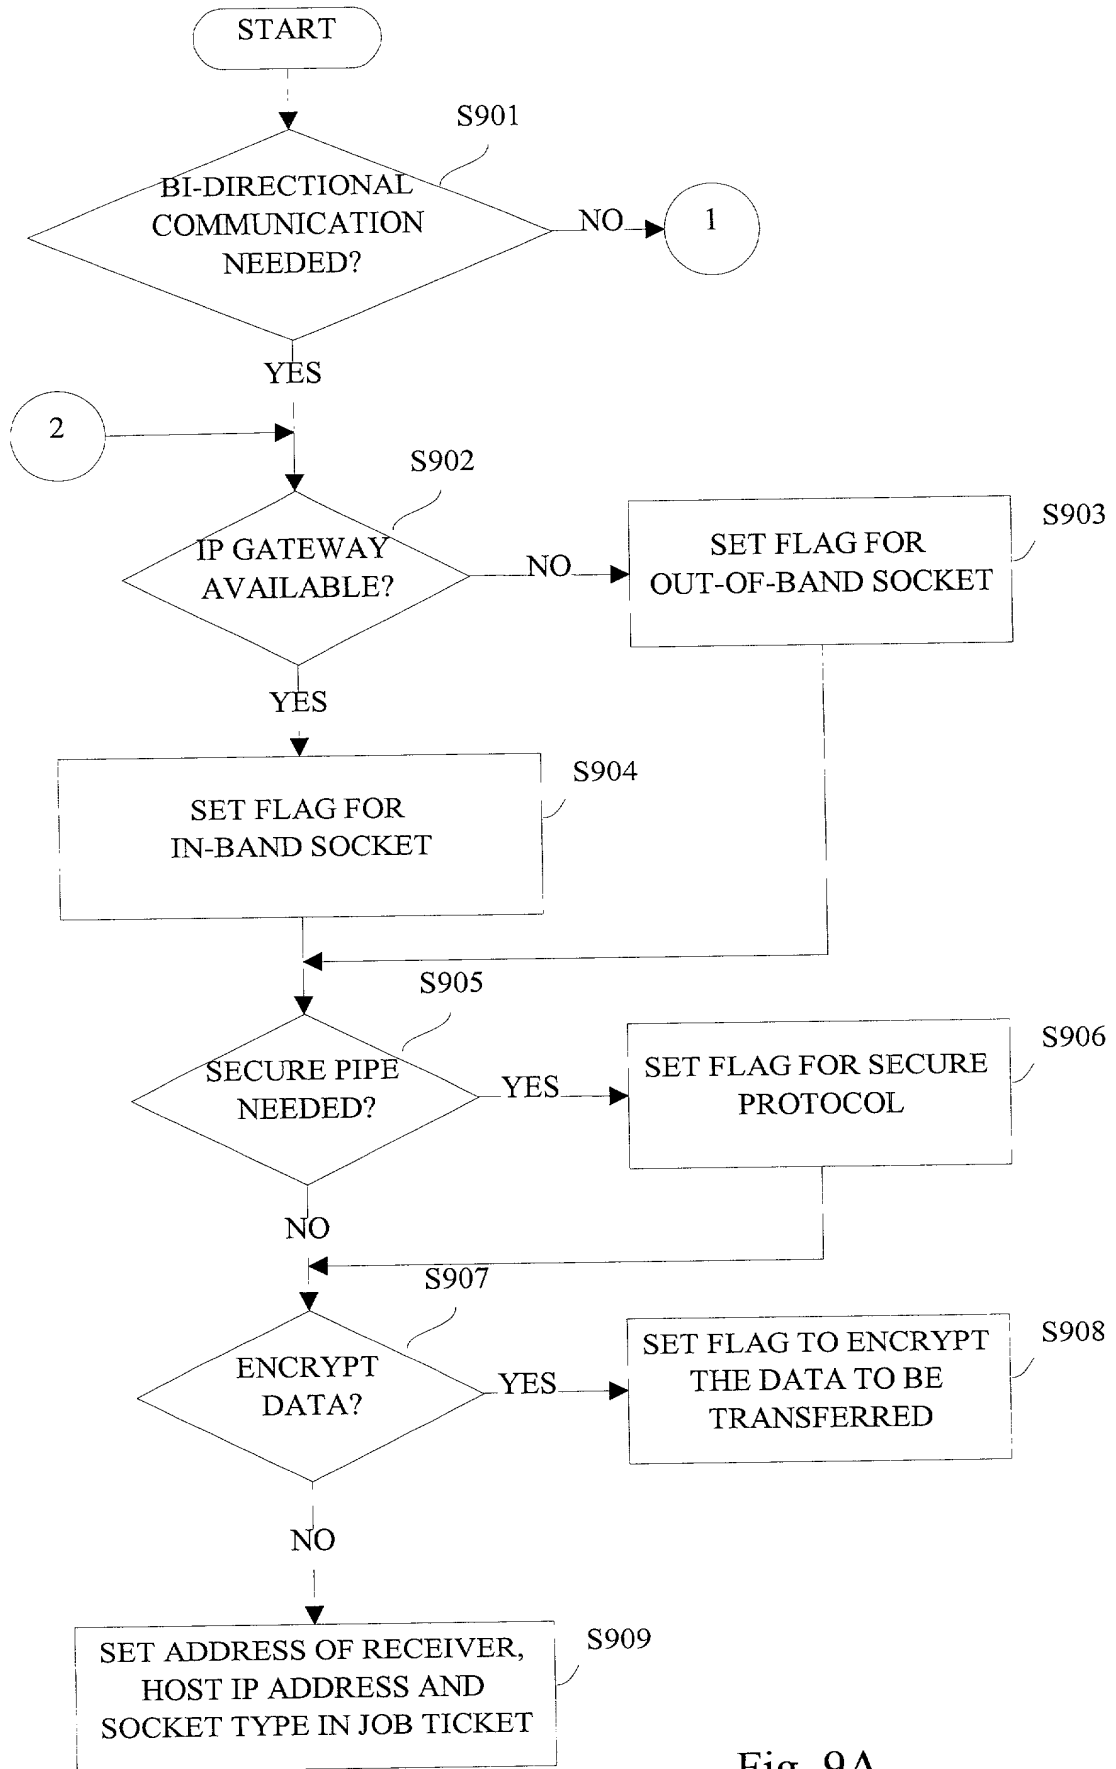 START
S901
BI-DIRECTIONAL
COMMUNICATION
NEEDED?
NO
1
YES
2
S902
IP GATEWAY
AVAILABLE?
NO
S903
SET FLAG FOR
OUT-OF-BAND SOCKET
YES
S904
SET FLAG FOR
IN-BAND SOCKET
S905
SECURE PIPE
NEEDED?
YES
S906
SET FLAG FOR SECURE
PROTOCOL
NO
S907
ENCRYPT
DATA?
YES
S908
SET FLAG TO ENCRYPT
THE DATA TO BE
TRANSFERRED
NO
S909
SET ADDRESS OF RECEIVER,
HOST IP ADDRESS AND
SOCKET TYPE IN JOB TICKET
Fig. 9A